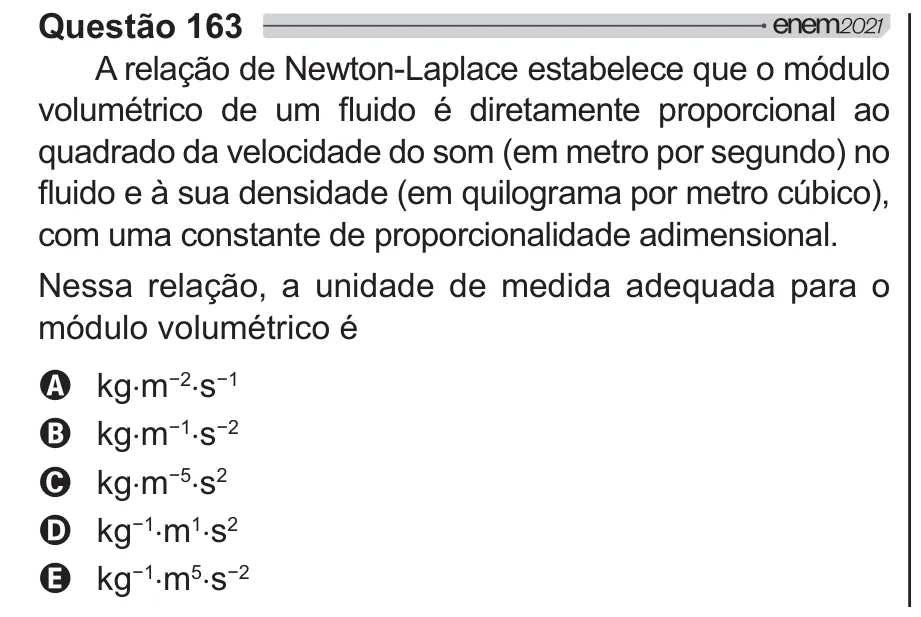 Questão 163 enem2021
A relação de Newton-Laplace estabelece que o módulo
volumétrico de um fluido é diretamente proporcional ao
quadrado da velocidade do som (em metro por segundo) no
fluido e à sua densidade (em quilograma por metro cúbico),
com uma constante de proporcionalidade adimensional.
Nessa relação, a unidade de medida adequada para o
módulo volumétrico é
A kg·m⁻²·s⁻¹
B kg·m⁻¹·s⁻²
C kg·m⁻⁵·s²
D kg⁻¹·m¹·s²
E kg⁻¹·m⁵·s⁻²